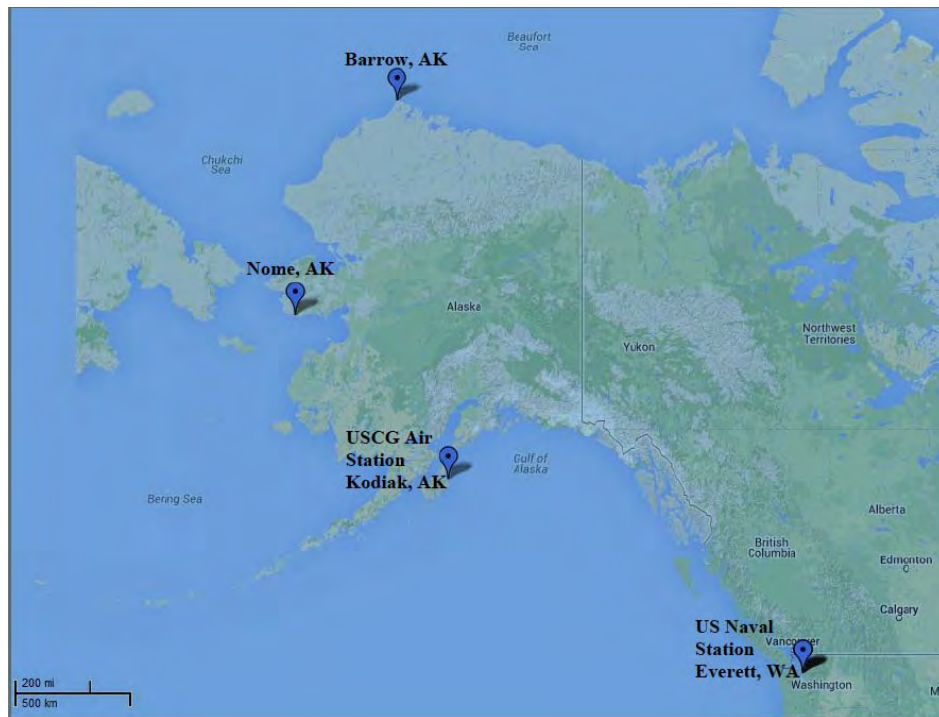 Beaufort
Sea
Barrow, AK
Chukchi
Sea
Nome, AK
Alaska
Yukon
Northwest
Territories
USCG Air
Station
Kodiak, AK
Gulf of
Alaska
Bering Sea
Alberta
British
Columbia
Edmonton
Calgary
US Naval
Station
Everett, WA
Vancouver
Washington
M
200 mi
500 km